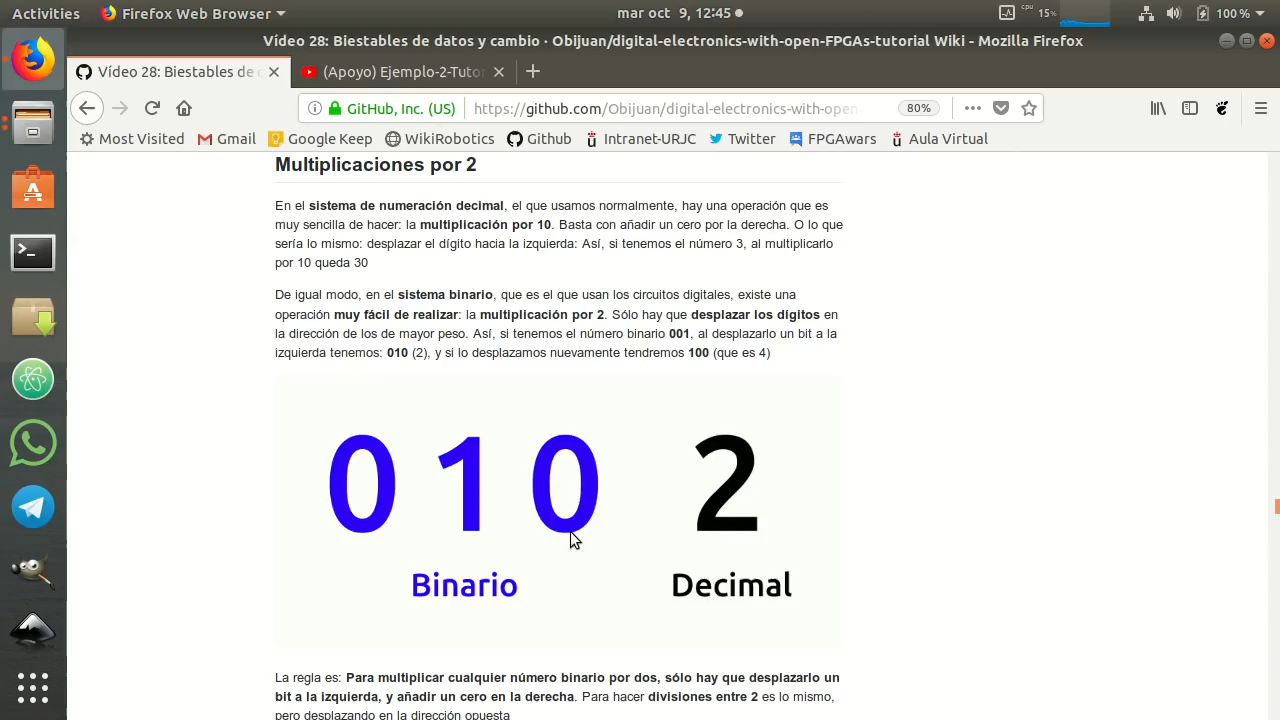 Activities
Firefox Web Browser
mar oct 9, 12:45
cpu
15%
100 %
Vídeo 28: Biestables de datos y cambio · Obijuan/digital-electronics-with-open-FPGAs-tutorial Wiki - Mozilla Firefox
Vídeo 28: Biestables de
(Apoyo) Ejemplo-2-Tuto
GitHub, Inc. (US)
https://github.com/Obijuan/digital-electronics-with-open
80%
Most Visited
Gmail
Google Keep
WikiRobotics
Github
Intranet-URJC
Twitter
FPGAwars
Aula Virtual
Multiplicaciones por 2
En el sistema de numeración decimal, el que usamos normalmente, hay una operación que es
muy sencilla de hacer: la multiplicación por 10. Basta con añadir un cero por la derecha. O lo que
sería lo mismo: desplazar el dígito hacia la izquierda: Así, si tenemos el número 3, al multiplicarlo
por 10 queda 30
De igual modo, en el sistema binario, que es el que usan los circuitos digitales, existe una
operación muy fácil de realizar: la multiplicación por 2. Sólo hay que desplazar los dígitos en
la dirección de los de mayor peso. Así, si tenemos el número binario 001, al desplazarlo un bit a la
izquierda tenemos: 010 (2), y si lo desplazamos nuevamente tendremos 100 (que es 4)
0 1 0 2
Binario Decimal
La regla es: Para multiplicar cualquier número binario por dos, sólo hay que desplazarlo un
bit a la izquierda, y añadir un cero en la derecha. Para hacer divisiones entre 2 es lo mismo,
pero desplazando en la dirección opuesta